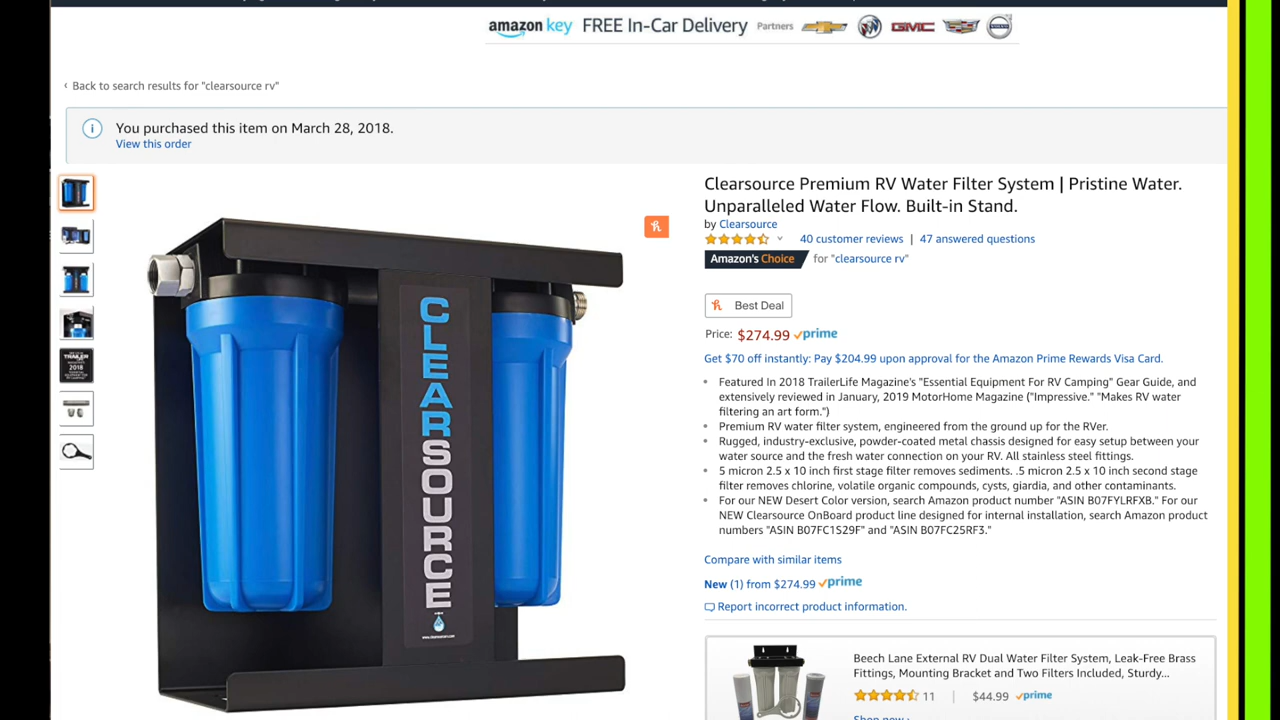 amazon key FREE In-Car Delivery Partners GMC
‹ Back to search results for "clearsource rv"
You purchased this item on March 28, 2018.
View this order
Clearsource Premium RV Water Filter System | Pristine Water.
Unparalleled Water Flow. Built-in Stand.
by Clearsource
40 customer reviews | 47 answered questions
Amazon's Choice for "clearsource rv"
Best Deal
Price: $274.99 prime
Get $70 off instantly: Pay $204.99 upon approval for the Amazon Prime Rewards Visa Card.
• Featured in 2018 TrailerLife Magazine's "Essential Equipment For RV Camping" Gear Guide, and
extensively reviewed in January, 2019 MotorHome Magazine ("Impressive." "Makes RV water
filtering an art form.")
• Premium RV water filter system, engineered from the ground up for the RVer.
• Rugged, industry-exclusive, powder-coated metal chassis designed for easy setup between your
water source and the fresh water connection on your RV. All stainless steel fittings.
• 5 micron 2.5 x 10 inch first stage filter removes sediments. .5 micron 2.5 x 10 inch second stage
filter removes chlorine, volatile organic compounds, cysts, giardia, and other contaminants.
• For our NEW Desert Color version, search Amazon product number "ASIN B07FYLRFXB." For our
NEW Clearsource OnBoard product line designed for internal installation, search Amazon product
numbers "ASIN B07FC1S29F" and "ASIN B07FC25RF3."
Compare with similar items
New (1) from $274.99 prime
Report incorrect product information.
Beech Lane External RV Dual Water Filter System, Leak-Free Brass
Fittings, Mounting Bracket and Two Filters Included, Sturdy...
11 | $44.99 prime
Shop now ›
CLEARSOURCE
TRAILER
2018